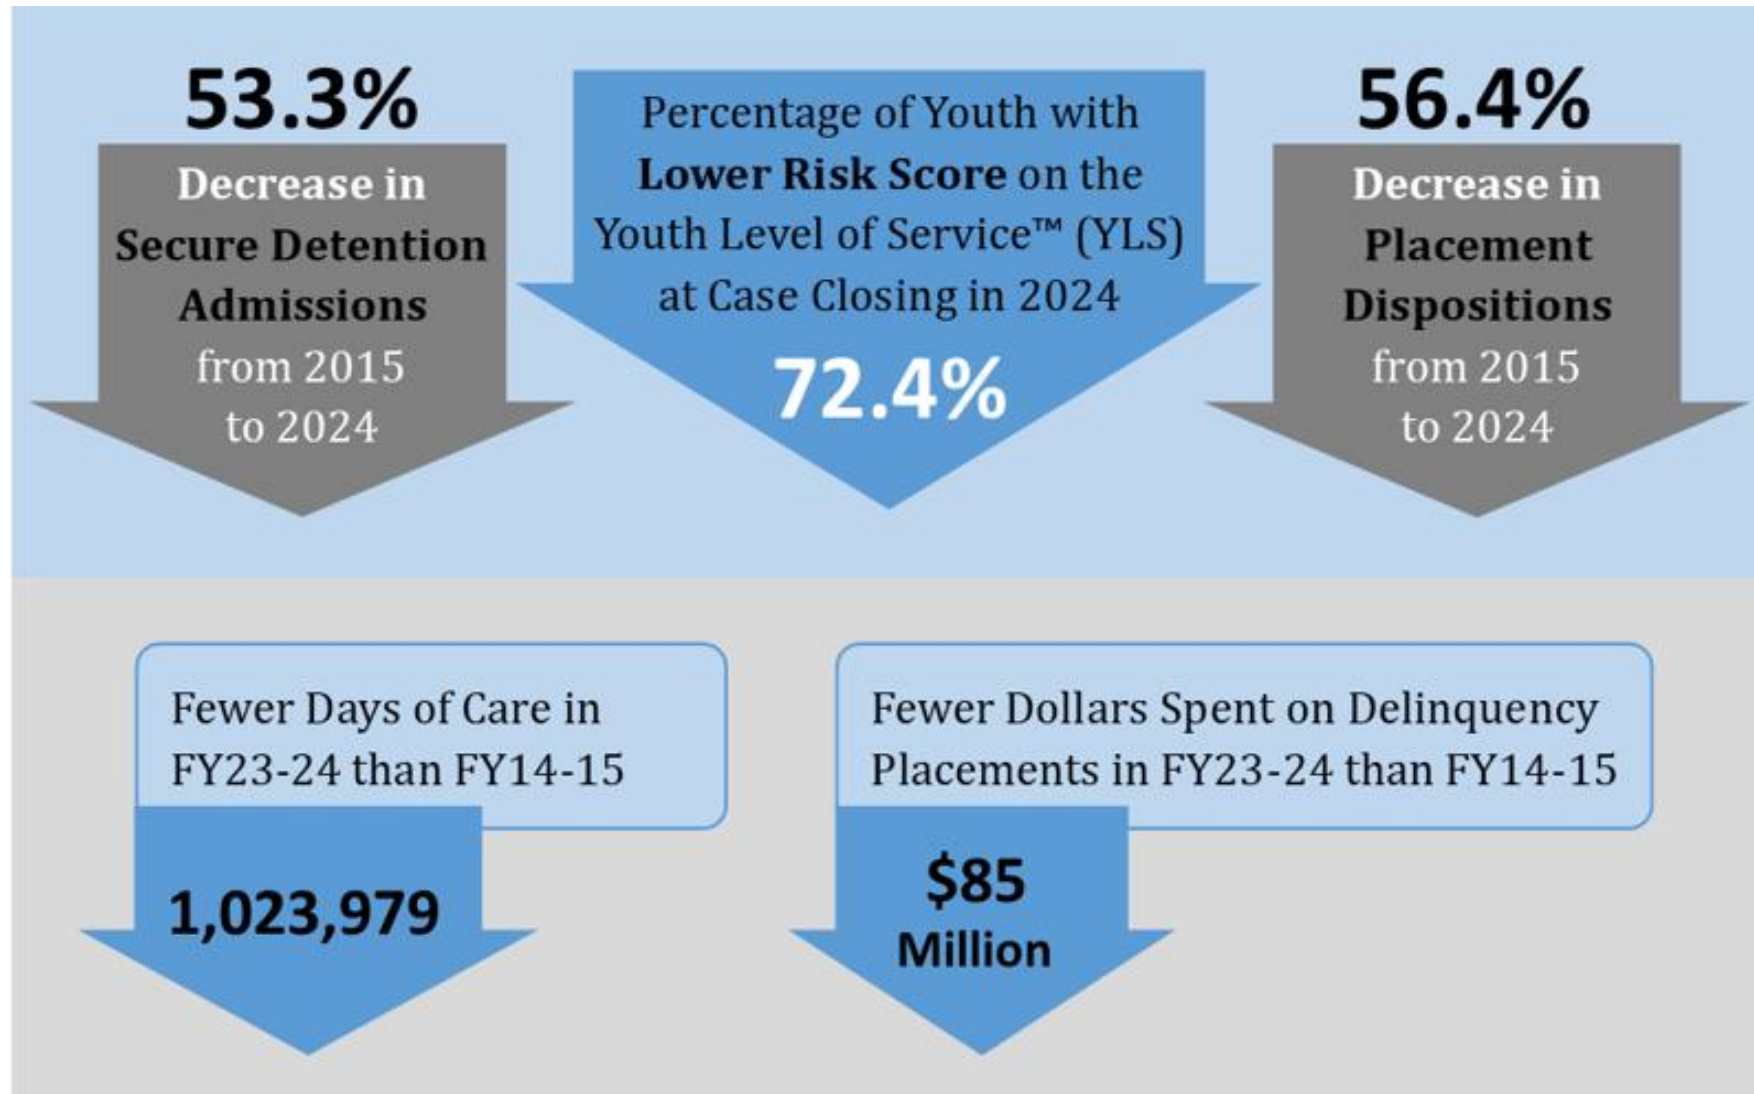 53.3%
Decrease in
Secure Detention
Admissions
from 2015
to 2024
Percentage of Youth with
Lower Risk Score on the
Youth Level of Service™ (YLS)
at Case Closing in 2024
72.4%
56.4%
Decrease in
Placement
Dispositions
from 2015
to 2024
Fewer Days of Care in
FY23-24 than FY14-15
1,023,979
Fewer Dollars Spent on Delinquency
Placements in FY23-24 than FY14-15
$85
Million